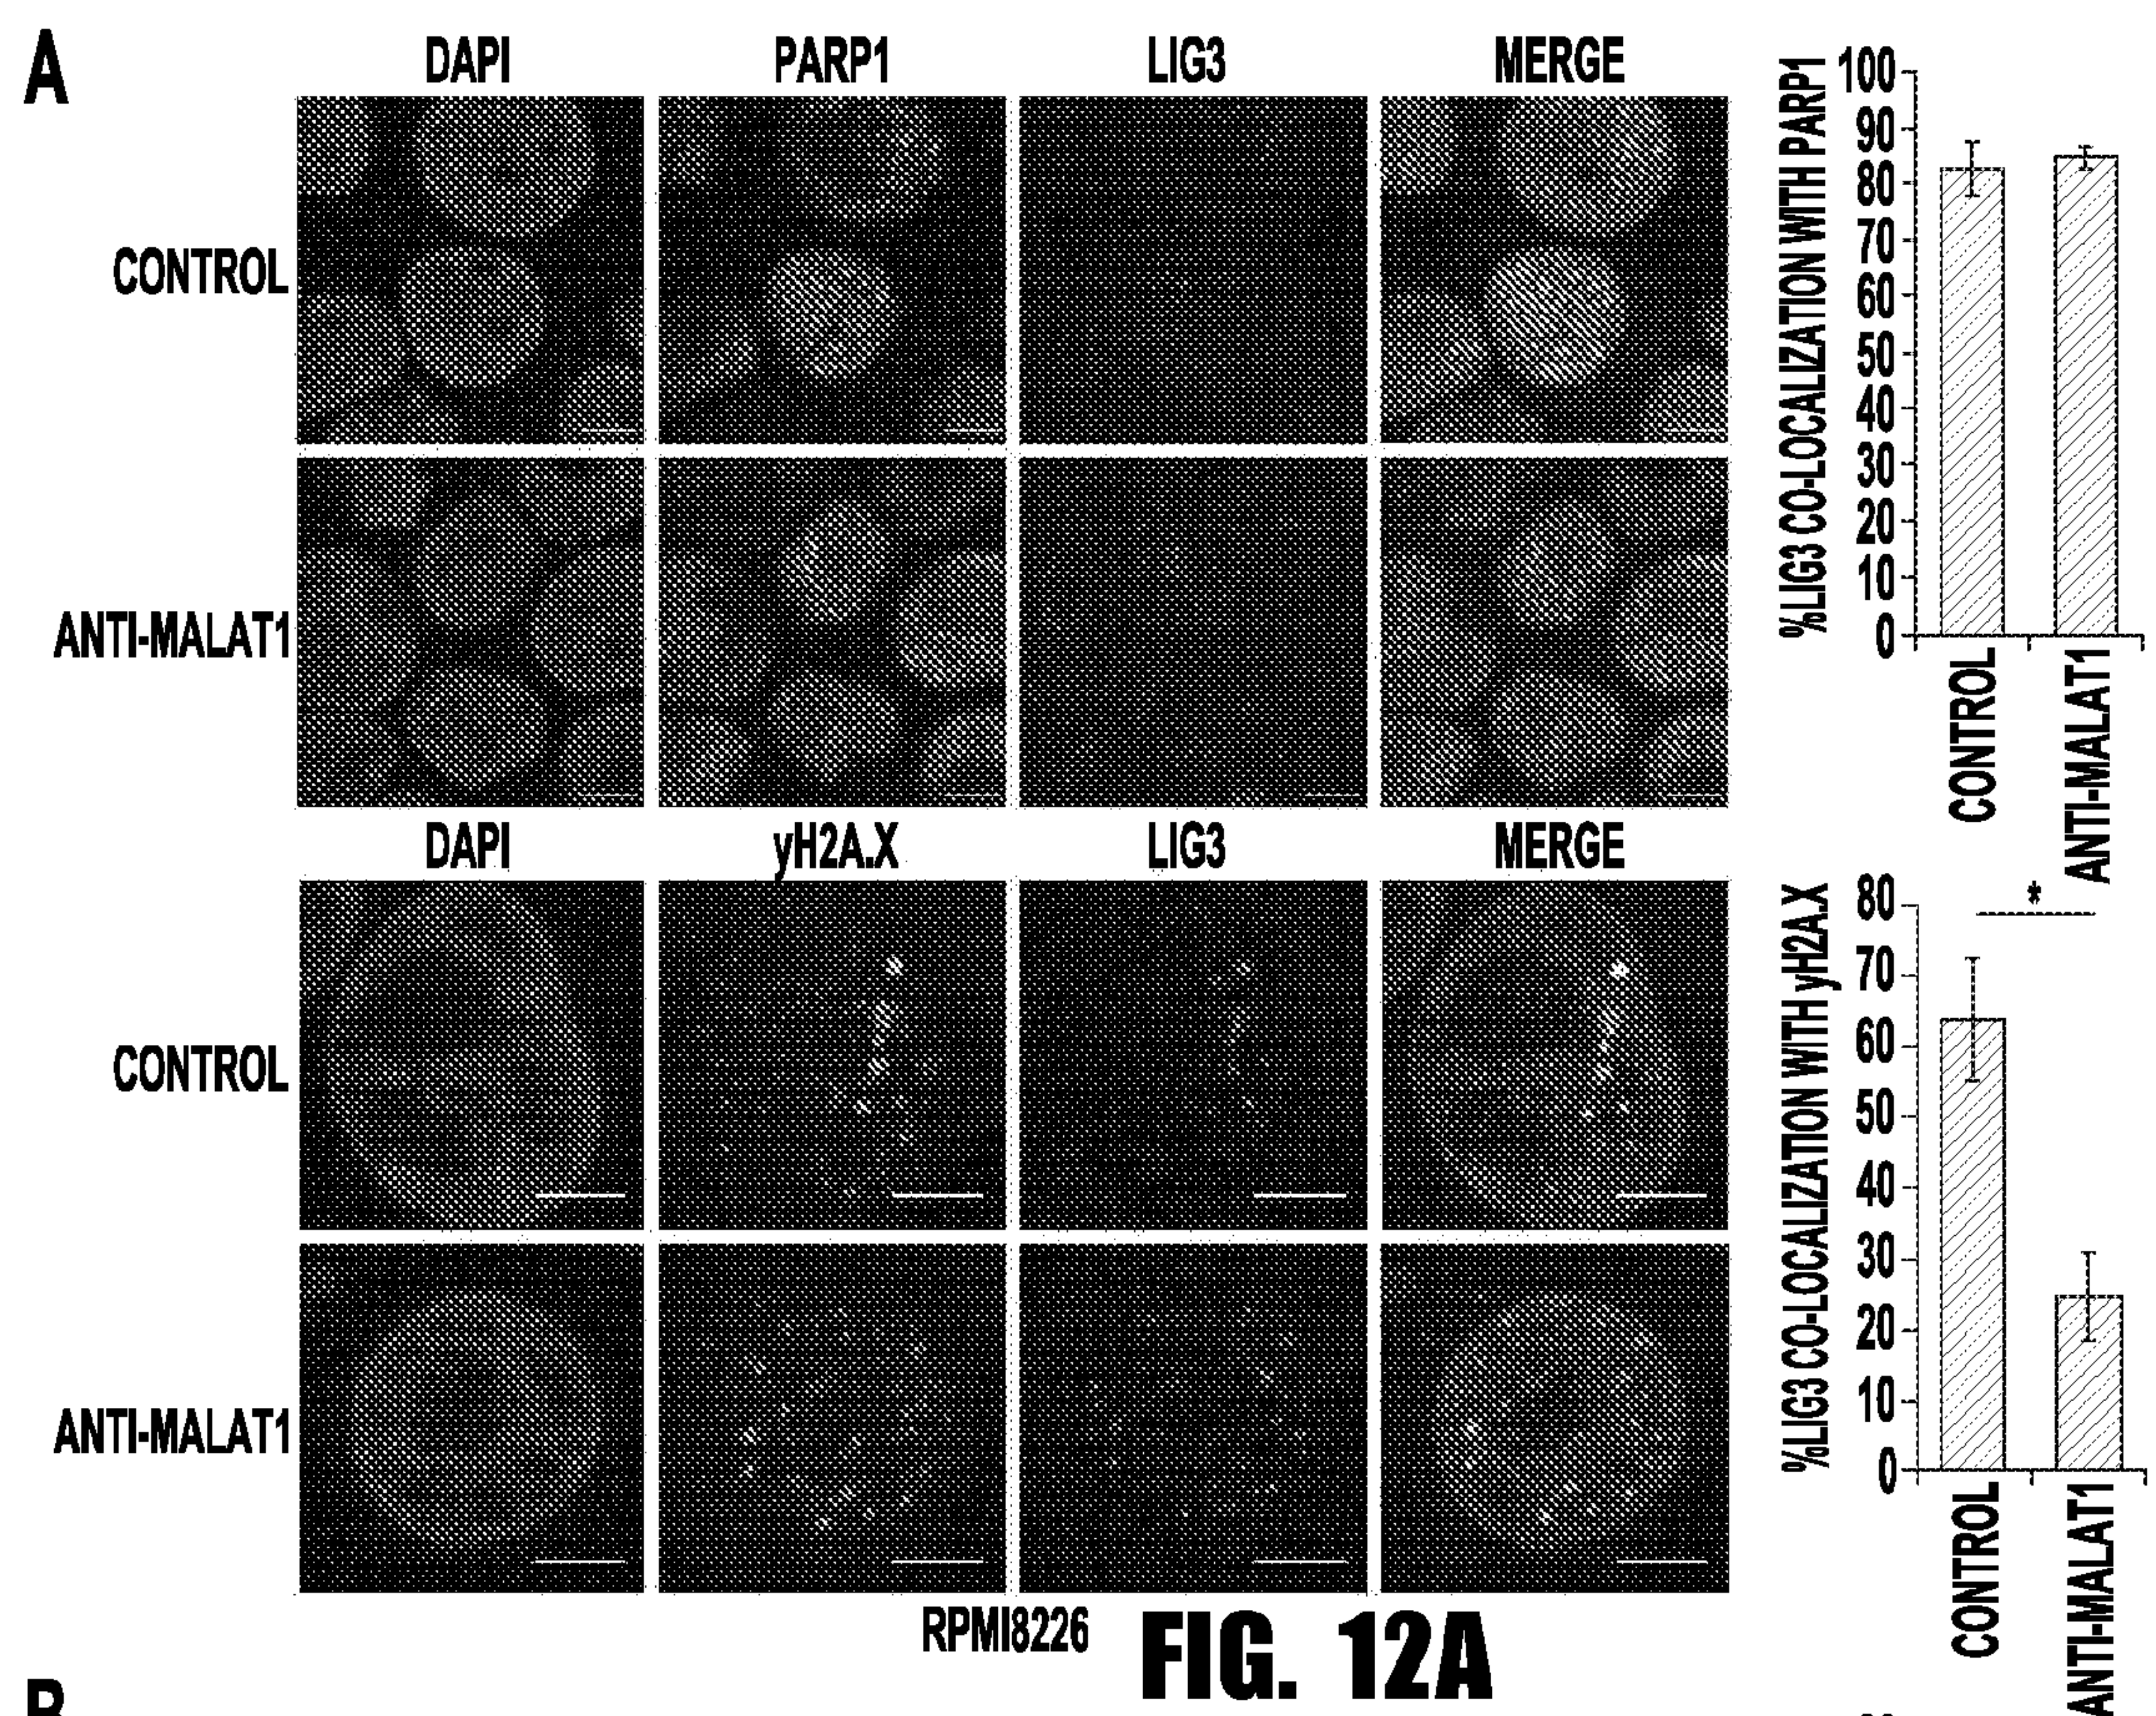 A
DAPI PARP1 LIG3 MERGE
CONTROL
ANTI-MALAT1
%LIG3 CO-LOCALIZATION WITH PARP1
100
90
80
70
60
50
40
30
20
10
0
CONTROL
ANTI-MALAT1
DAPI yH2A.X LIG3 MERGE
CONTROL
ANTI-MALAT1
%LIG3 CO-LOCALIZATION WITH yH2A.X
80
70
60
50
40
30
20
10
0
*
CONTROL
ANTI-MALAT1
RPMI8226
FIG. 12A
B